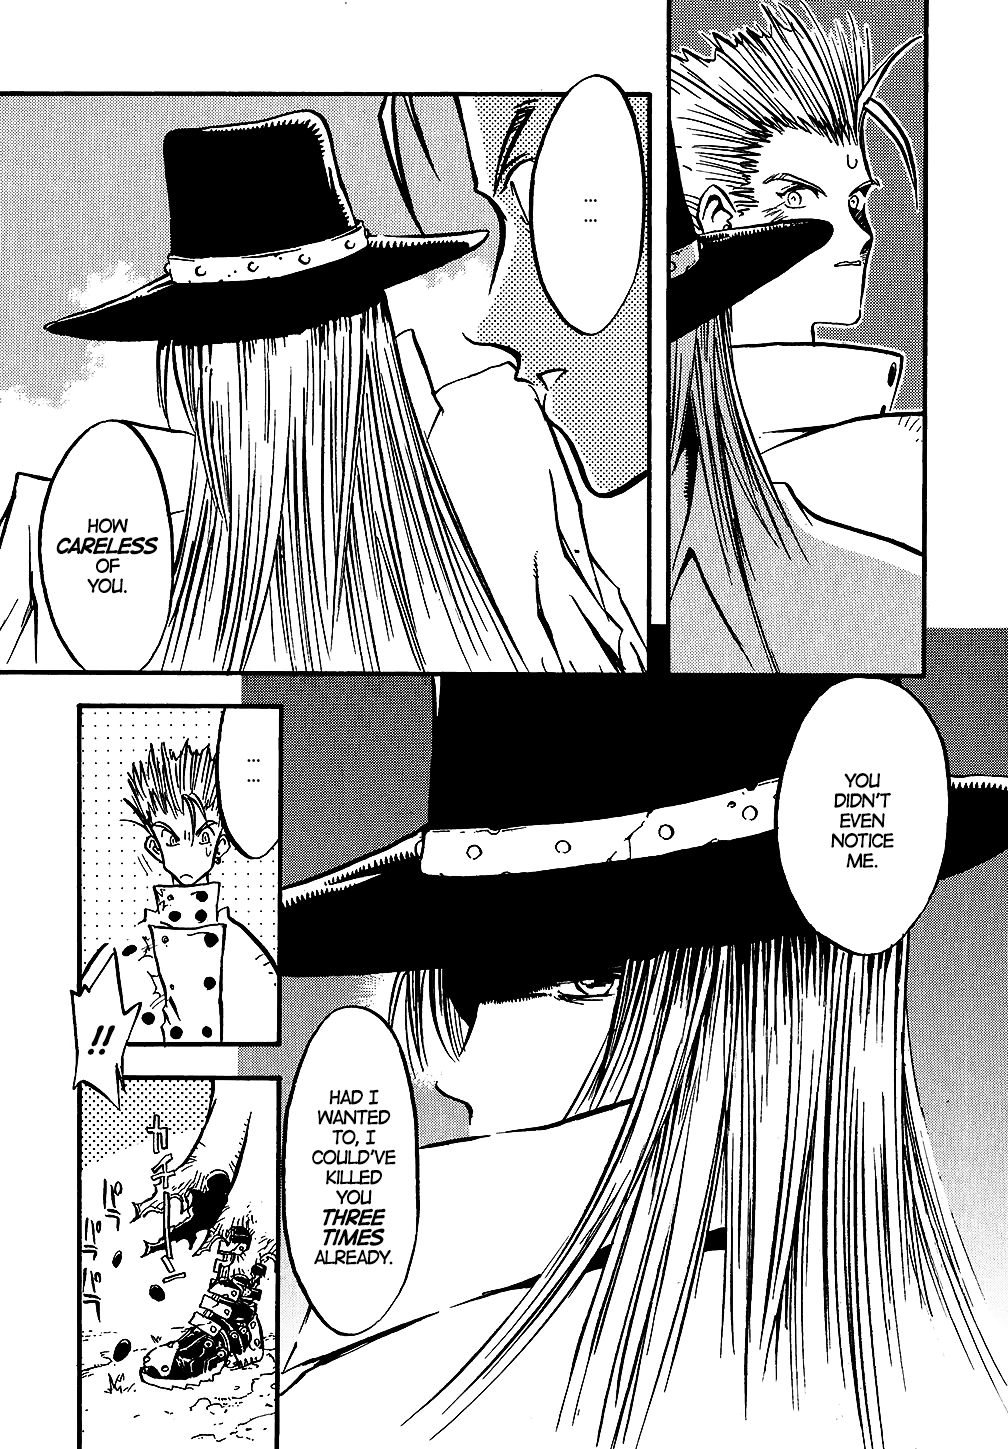 ...
...
HOW
CARELESS
OF
YOU.
YOU
DIDN'T
EVEN
NOTICE
ME.
HAD I
WANTED
TO, I
COULD'VE
KILLED
YOU
THREE
TIMES
ALREADY.
...
...
!!